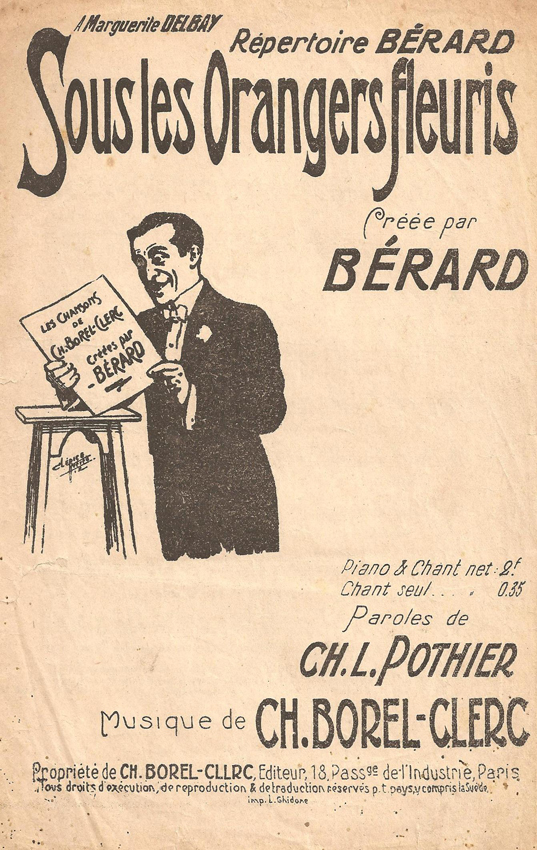 A Marguerite DELBAY
Répertoire BÉRARD
Sous les Orangers fleuris
Créée par
BÉRARD
LES CHANSONS
DE
CH. BOREL-CLERC
Créées par
BÉRARD
Piano & Chant net: 2f
Chant seul.... 0.35
Paroles de
CH. L. POTHIER
Musique de CH. BOREL-CLERC
Propriété de CH. BOREL-CLLRC, Editeur, 18, Passge de l'Industrie, Paris
Tous droits d'exécution, de reproduction & de traduction réservés p. t. pays, y compris la Suède.
imp. L. Ghidone